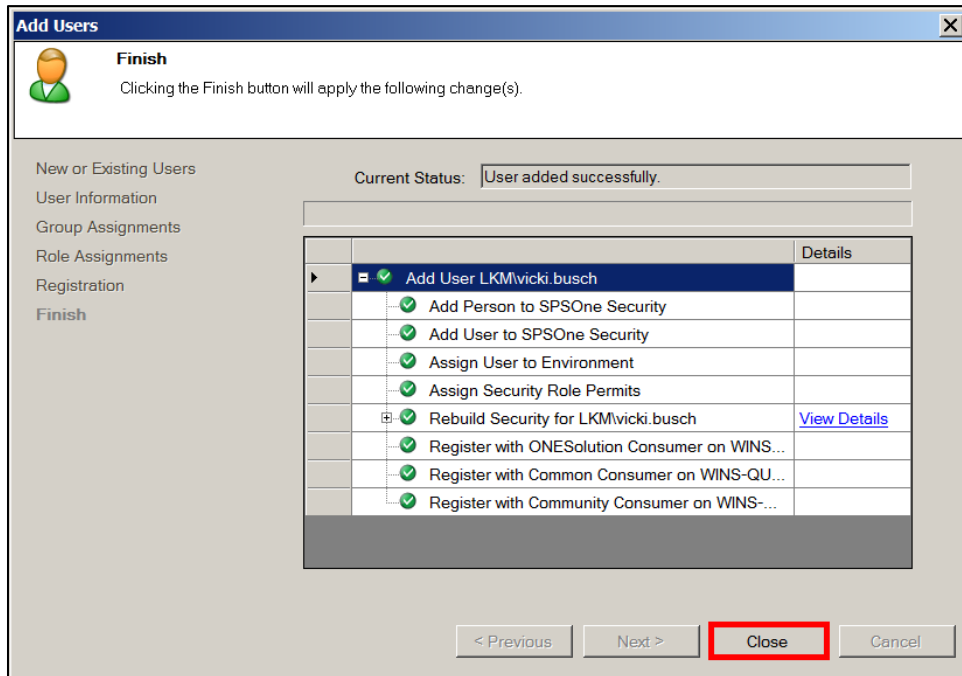 Add Users
Finish
Clicking the Finish button will apply the following change(s).
New or Existing Users
User Information
Group Assignments
Role Assignments
Registration
Finish
Current Status: User added successfully.
Details
Add User LKM\vicki.busch
Add Person to SPSOne Security
Add User to SPSOne Security
Assign User to Environment
Assign Security Role Permits
Rebuild Security for LKM\vicki.busch View Details
Register with ONESolution Consumer on WINS...
Register with Common Consumer on WINS-QU...
Register with Community Consumer on WINS-...
< Previous Next > Close Cancel